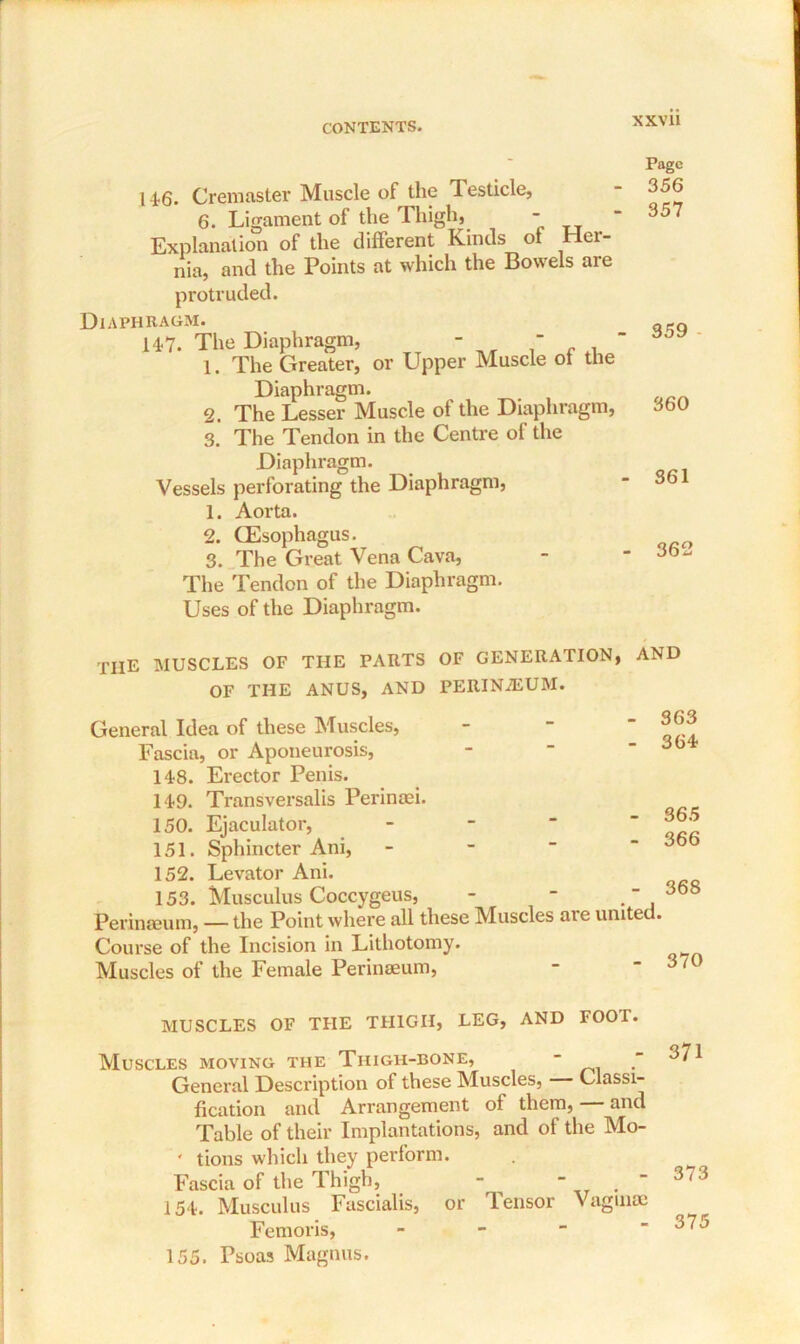 CONTENTS. xxvii
Page
146. Cremaster Muscle of the Testicle, - 356
6. Ligament of the Thigh, - - 357
Explanation of the different Kinds of Her-
nia, and the Points at which the Bowels are
protruded.
DIAPHRAGM.
147. The Diaphragm, - - - 359
1. The Greater, or Upper Muscle of the
Diaphragm.
2. The Lesser Muscle of the Diaphragm, 360
3. The Tendon in the Centre of the
Diaphragm.
Vessels perforating the Diaphragm, - 361
1. Aorta.
2. Œsophagus.
3. The Great Vena Cava, - - 362
The Tendon of the Diaphragm.
Uses of the Diaphragm.
THE MUSCLES OF THE PARTS OF GENERATION, AND
OF THE ANUS, AND PERINÆUM.
General Idea of these Muscles, - - - 363
Fascia, or Aponeurosis, - - - 364
148. Erector Penis.
149. Transversalis Perinæi.
150. Ejaculator, - - - - 365
151. Sphincter Ani, - - - - 366
152. Levator Ani.
153. Musculus Coccygeus, - - - 368
Perinæum, — the Point where all these Muscles are united.
Course of the Incision in Lithotomy.
Muscles of the Female Perinæum, - - 370
MUSCLES OF THE THIGH, LEG, AND FOOT.
MUSCLES MOVING THE THIGH-BONE, - - 371
General Description of these Muscles, — Classi-
fication and Arrangement of them, — and
Table of their Implantations, and of the Mo-
' tions which they perform.
Fascia of the Thigh, - - - 373
154. Musculus Fascialis, or Tensor Vaginæ
Femoris, - - - - 375
155. Psoas Magnus.